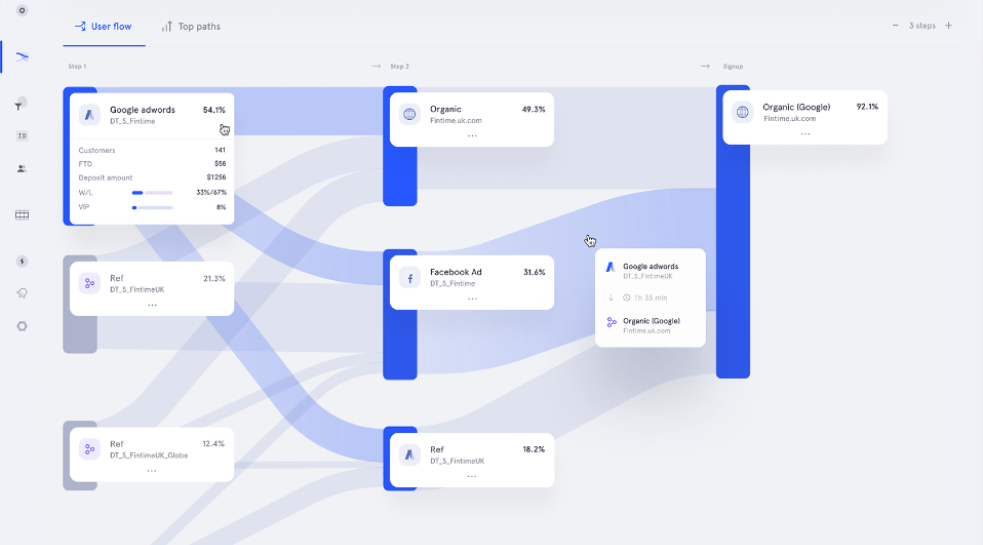 User flow
Top paths
3 steps
Step 1
Step 2
Signup
Google adwords 54.1%
DT_S_Fintime
Customers 141
FTD $56
Deposit amount $1256
W/L 33%/67%
VIP 8%
Ref 21.3%
DT_S_FintimeUK
...
Ref 12.4%
DT_S_FintimeUK_Globe
...
Organic 49.3%
Fintime.uk.com
...
Facebook Ad 31.6%
DT_S_Fintime
...
Ref 18.2%
DT_S_FintimeUK
...
Organic (Google) 92.1%
Fintime.uk.com
...
Google adwords
DT_S_FintimeUK
1h 35 min
Organic (Google)
Fintime.uk.com